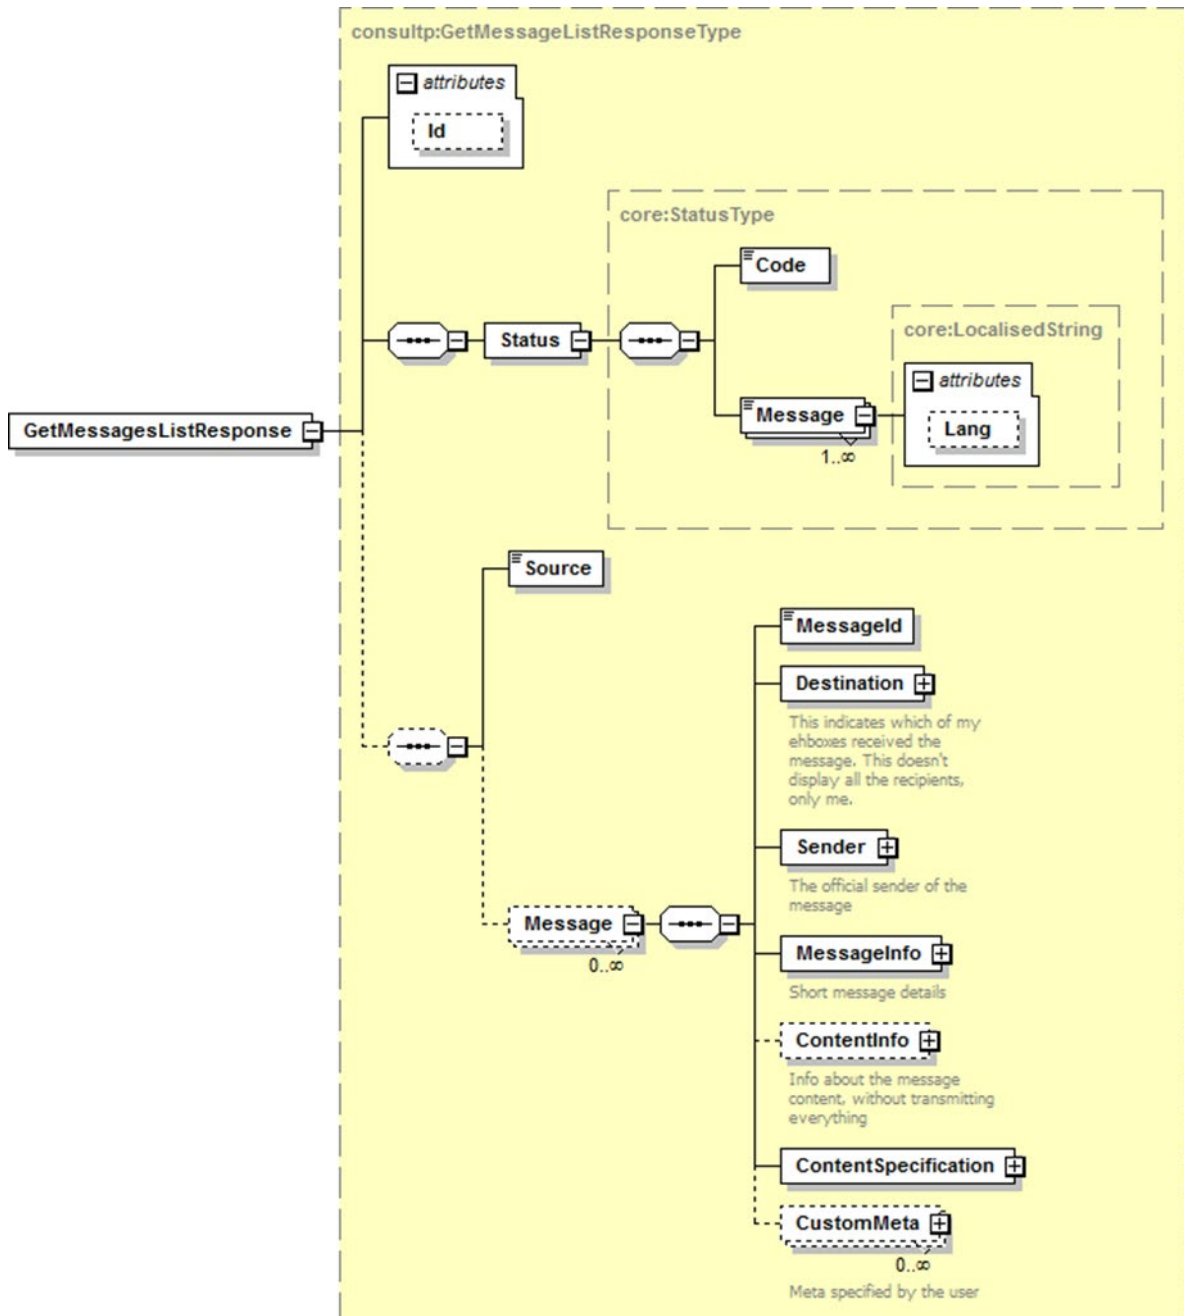 consultp:GetMessageListResponseType
attributes
Id
core:StatusType
Code
core:LocalisedString
Status
attributes
Message
Lang
1..∞
GetMessagesListResponse
Source
MessageId
Destination
This indicates which of my
ehboxes received the
message. This doesn't
display all the recipients,
only me.
Sender
The official sender of the
message
Message
0..∞
MessageInfo
Short message details
ContentInfo
Info about the message
content, without transmitting
everything
ContentSpecification
CustomMeta
0..∞
Meta specified by the user